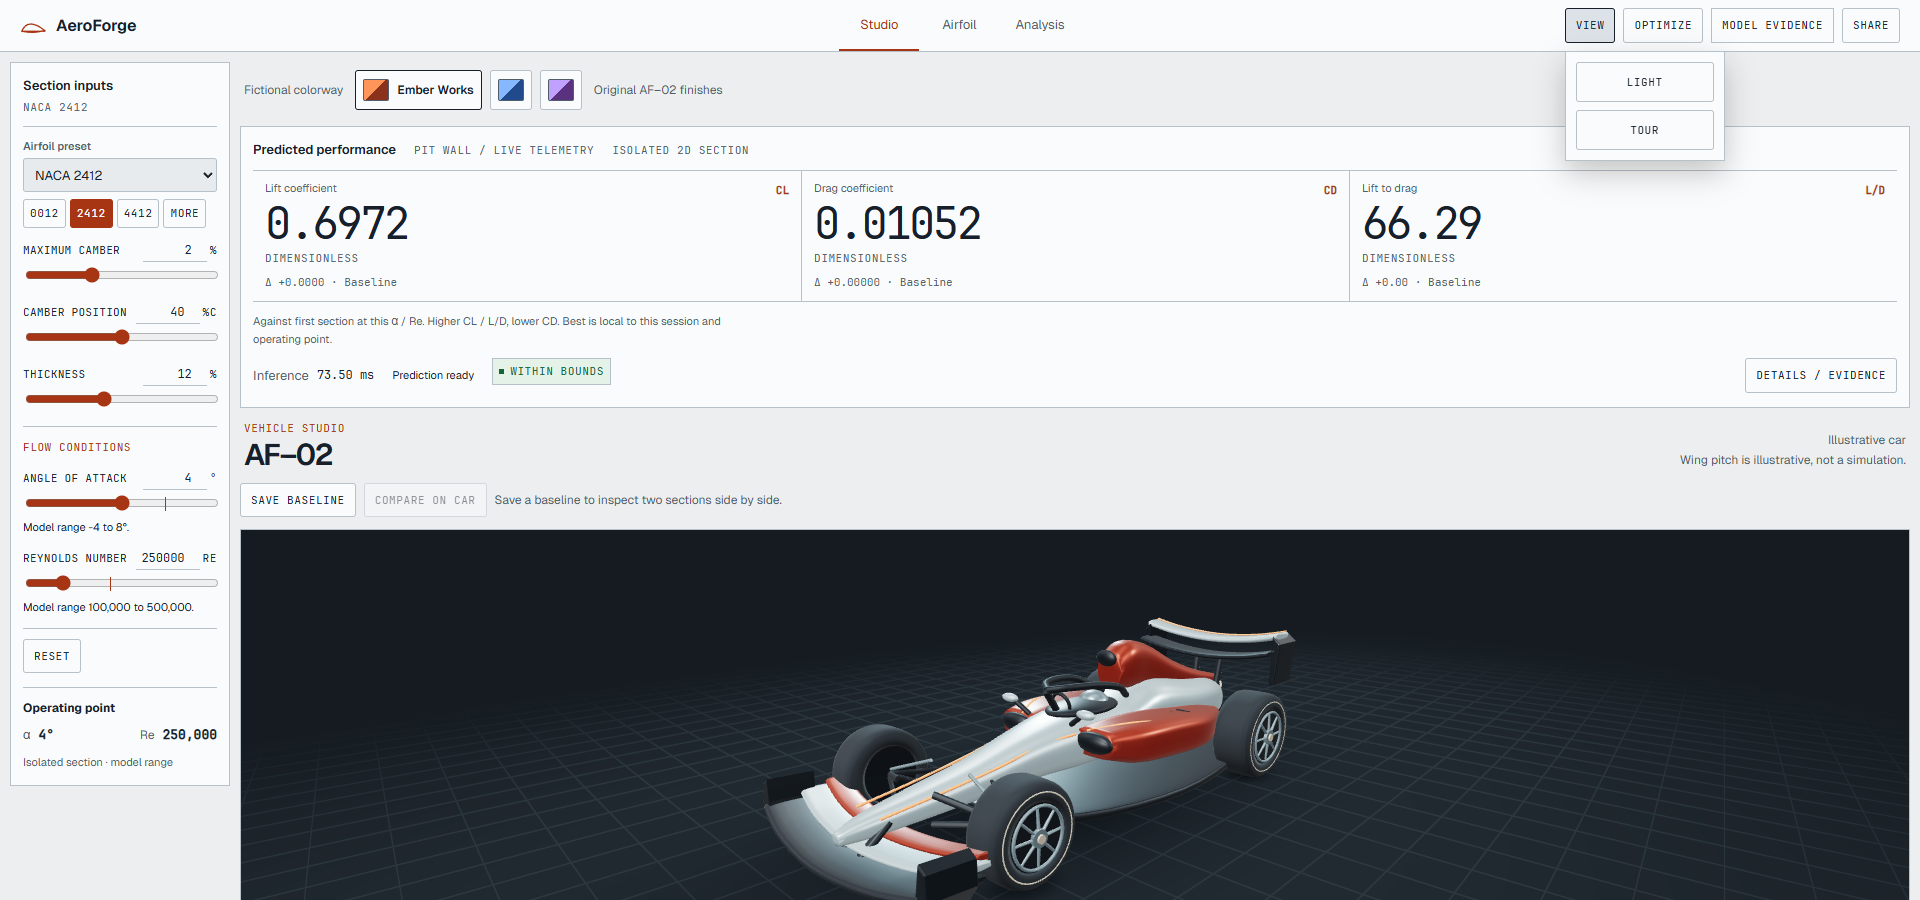 AeroForge
Studio
Airfoil
Analysis
VIEW
OPTIMIZE
MODEL EVIDENCE
SHARE
LIGHT
TOUR
Section inputs
NACA 2412
Airfoil preset
NACA 2412
0012
2412
4412
MORE
MAXIMUM CAMBER 2 %
CAMBER POSITION 40 %C
THICKNESS 12 %
FLOW CONDITIONS
ANGLE OF ATTACK 4 °
Model range -4 to 8°.
REYNOLDS NUMBER 250000 RE
Model range 100,000 to 500,000.
RESET
Operating point
α 4° Re 250,000
Isolated section · model range
Fictional colorway
Ember Works
Original AF–02 finishes
Predicted performance PIT WALL / LIVE TELEMETRY ISOLATED 2D SECTION
Lift coefficient CL
0.6972
DIMENSIONLESS
Δ +0.0000 · Baseline
Drag coefficient CD
0.01052
DIMENSIONLESS
Δ +0.00000 · Baseline
Lift to drag L/D
66.29
DIMENSIONLESS
Δ +0.00 · Baseline
Against first section at this α / Re. Higher CL / L/D, lower CD. Best is local to this session and
operating point.
Inference 73.50 ms Prediction ready WITHIN BOUNDS
DETAILS / EVIDENCE
VEHICLE STUDIO
AF–02
Illustrative car
Wing pitch is illustrative, not a simulation.
SAVE BASELINE
COMPARE ON CAR
Save a baseline to inspect two sections side by side.